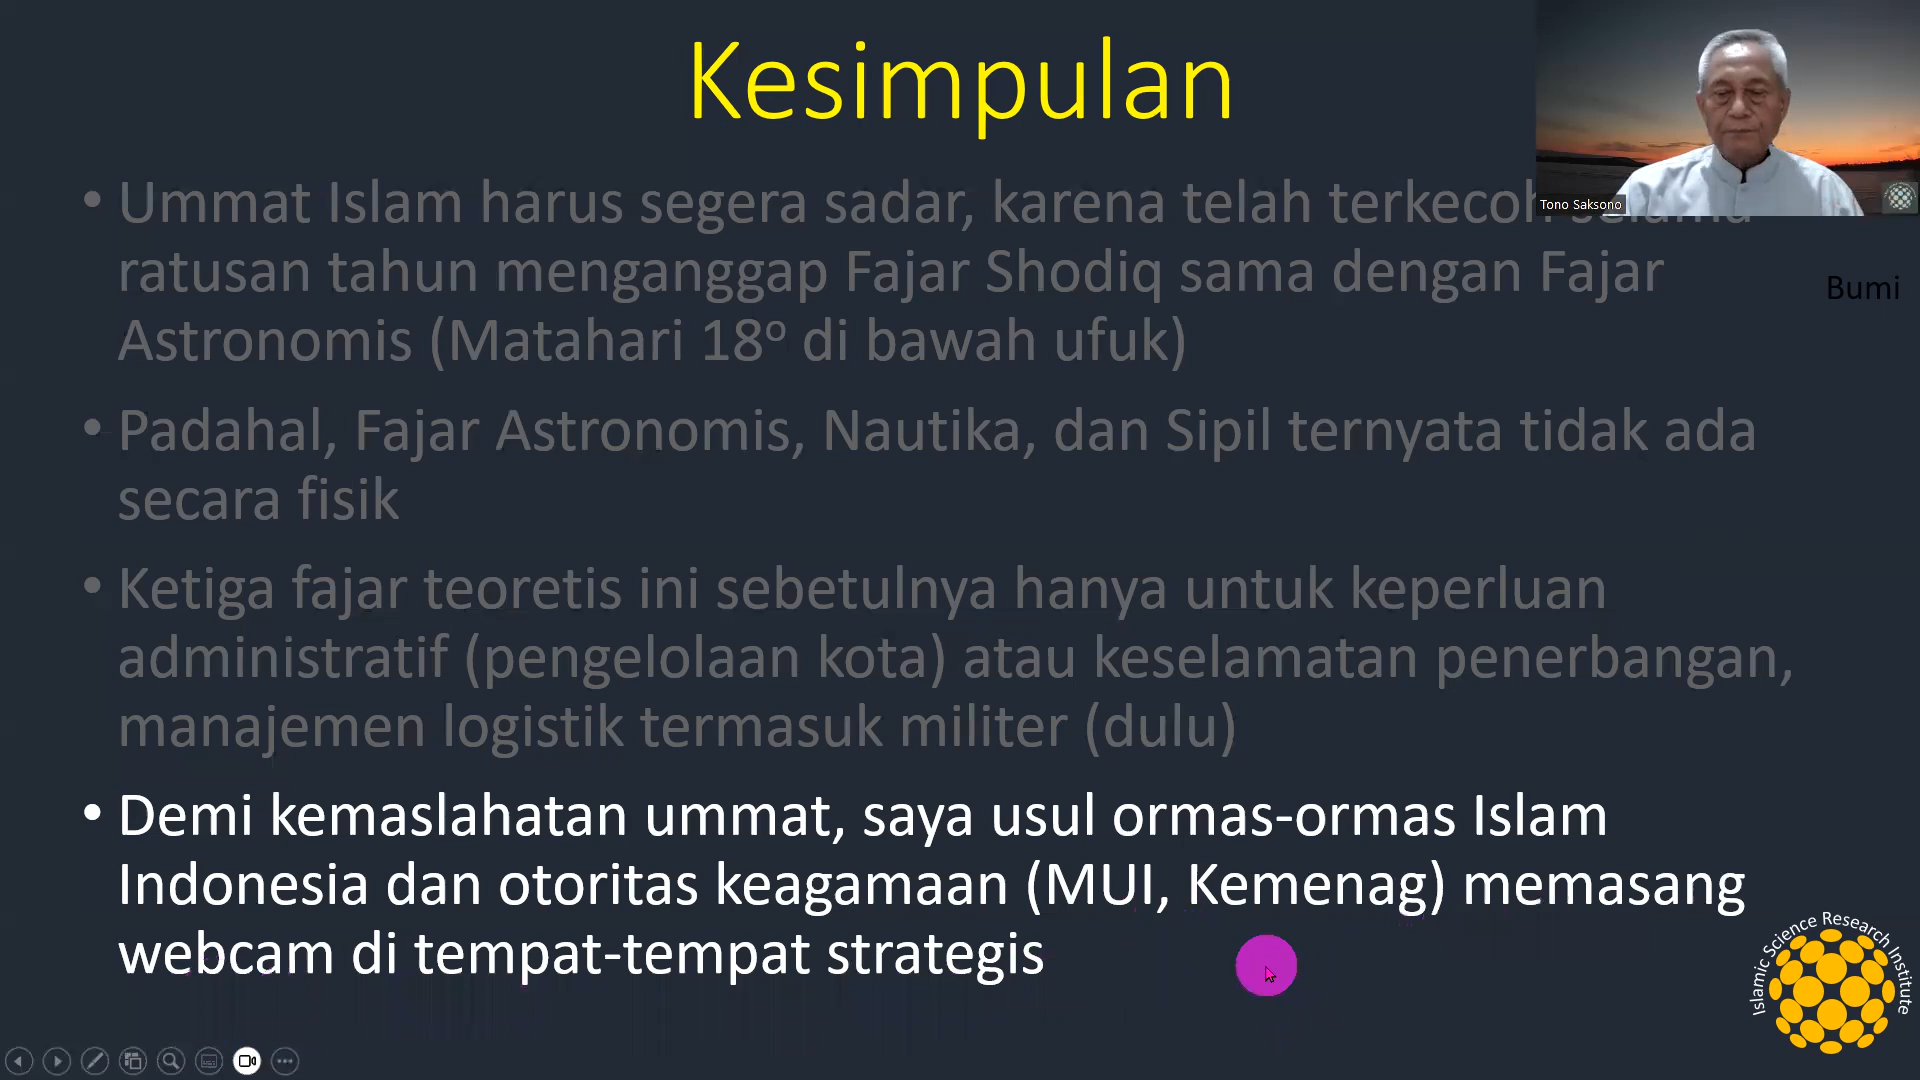 Kesimpulan
• Ummat Islam harus segera sadar, karena telah terkecoh selama
ratusan tahun menganggap Fajar Shodiq sama dengan Fajar
Astronomis (Matahari 18º di bawah ufuk)
• Padahal, Fajar Astronomis, Nautika, dan Sipil ternyata tidak ada
secara fisik
• Ketiga fajar teoretis ini sebetulnya hanya untuk keperluan
administratif (pengelolaan kota) atau keselamatan penerbangan,
manajemen logistik termasuk militer (dulu)
• Demi kemaslahatan ummat, saya usul ormas-ormas Islam
Indonesia dan otoritas keagamaan (MUI, Kemenag) memasang
webcam di tempat-tempat strategis
Tono Saksono
Bumi
Islamic Science Research Institute